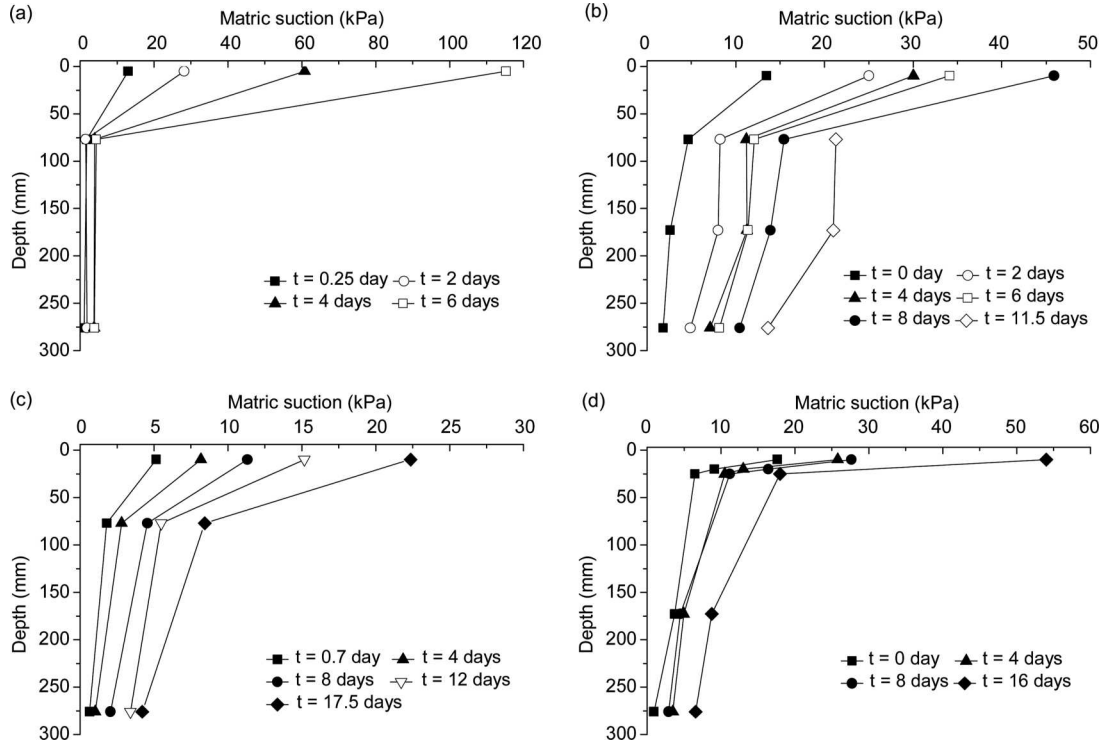 (a)
Matric suction (kPa)
0 20 40 60 80 100 120
0
50
100
150
200
250
300
Depth (mm)
t = 0.25 day
t = 2 days
t = 4 days
t = 6 days
(b)
Matric suction (kPa)
0 10 20 30 40 50
0
50
100
150
200
250
300
Depth (mm)
t = 0 day
t = 2 days
t = 4 days
t = 6 days
t = 8 days
t = 11.5 days
(c)
Matric suction (kPa)
0 5 10 15 20 25 30
0
50
100
150
200
250
300
Depth (mm)
t = 0.7 day
t = 4 days
t = 8 days
t = 12 days
t = 17.5 days
(d)
Matric suction (kPa)
0 10 20 30 40 50 60
0
50
100
150
200
250
300
Depth (mm)
t = 0 day
t = 4 days
t = 8 days
t = 16 days